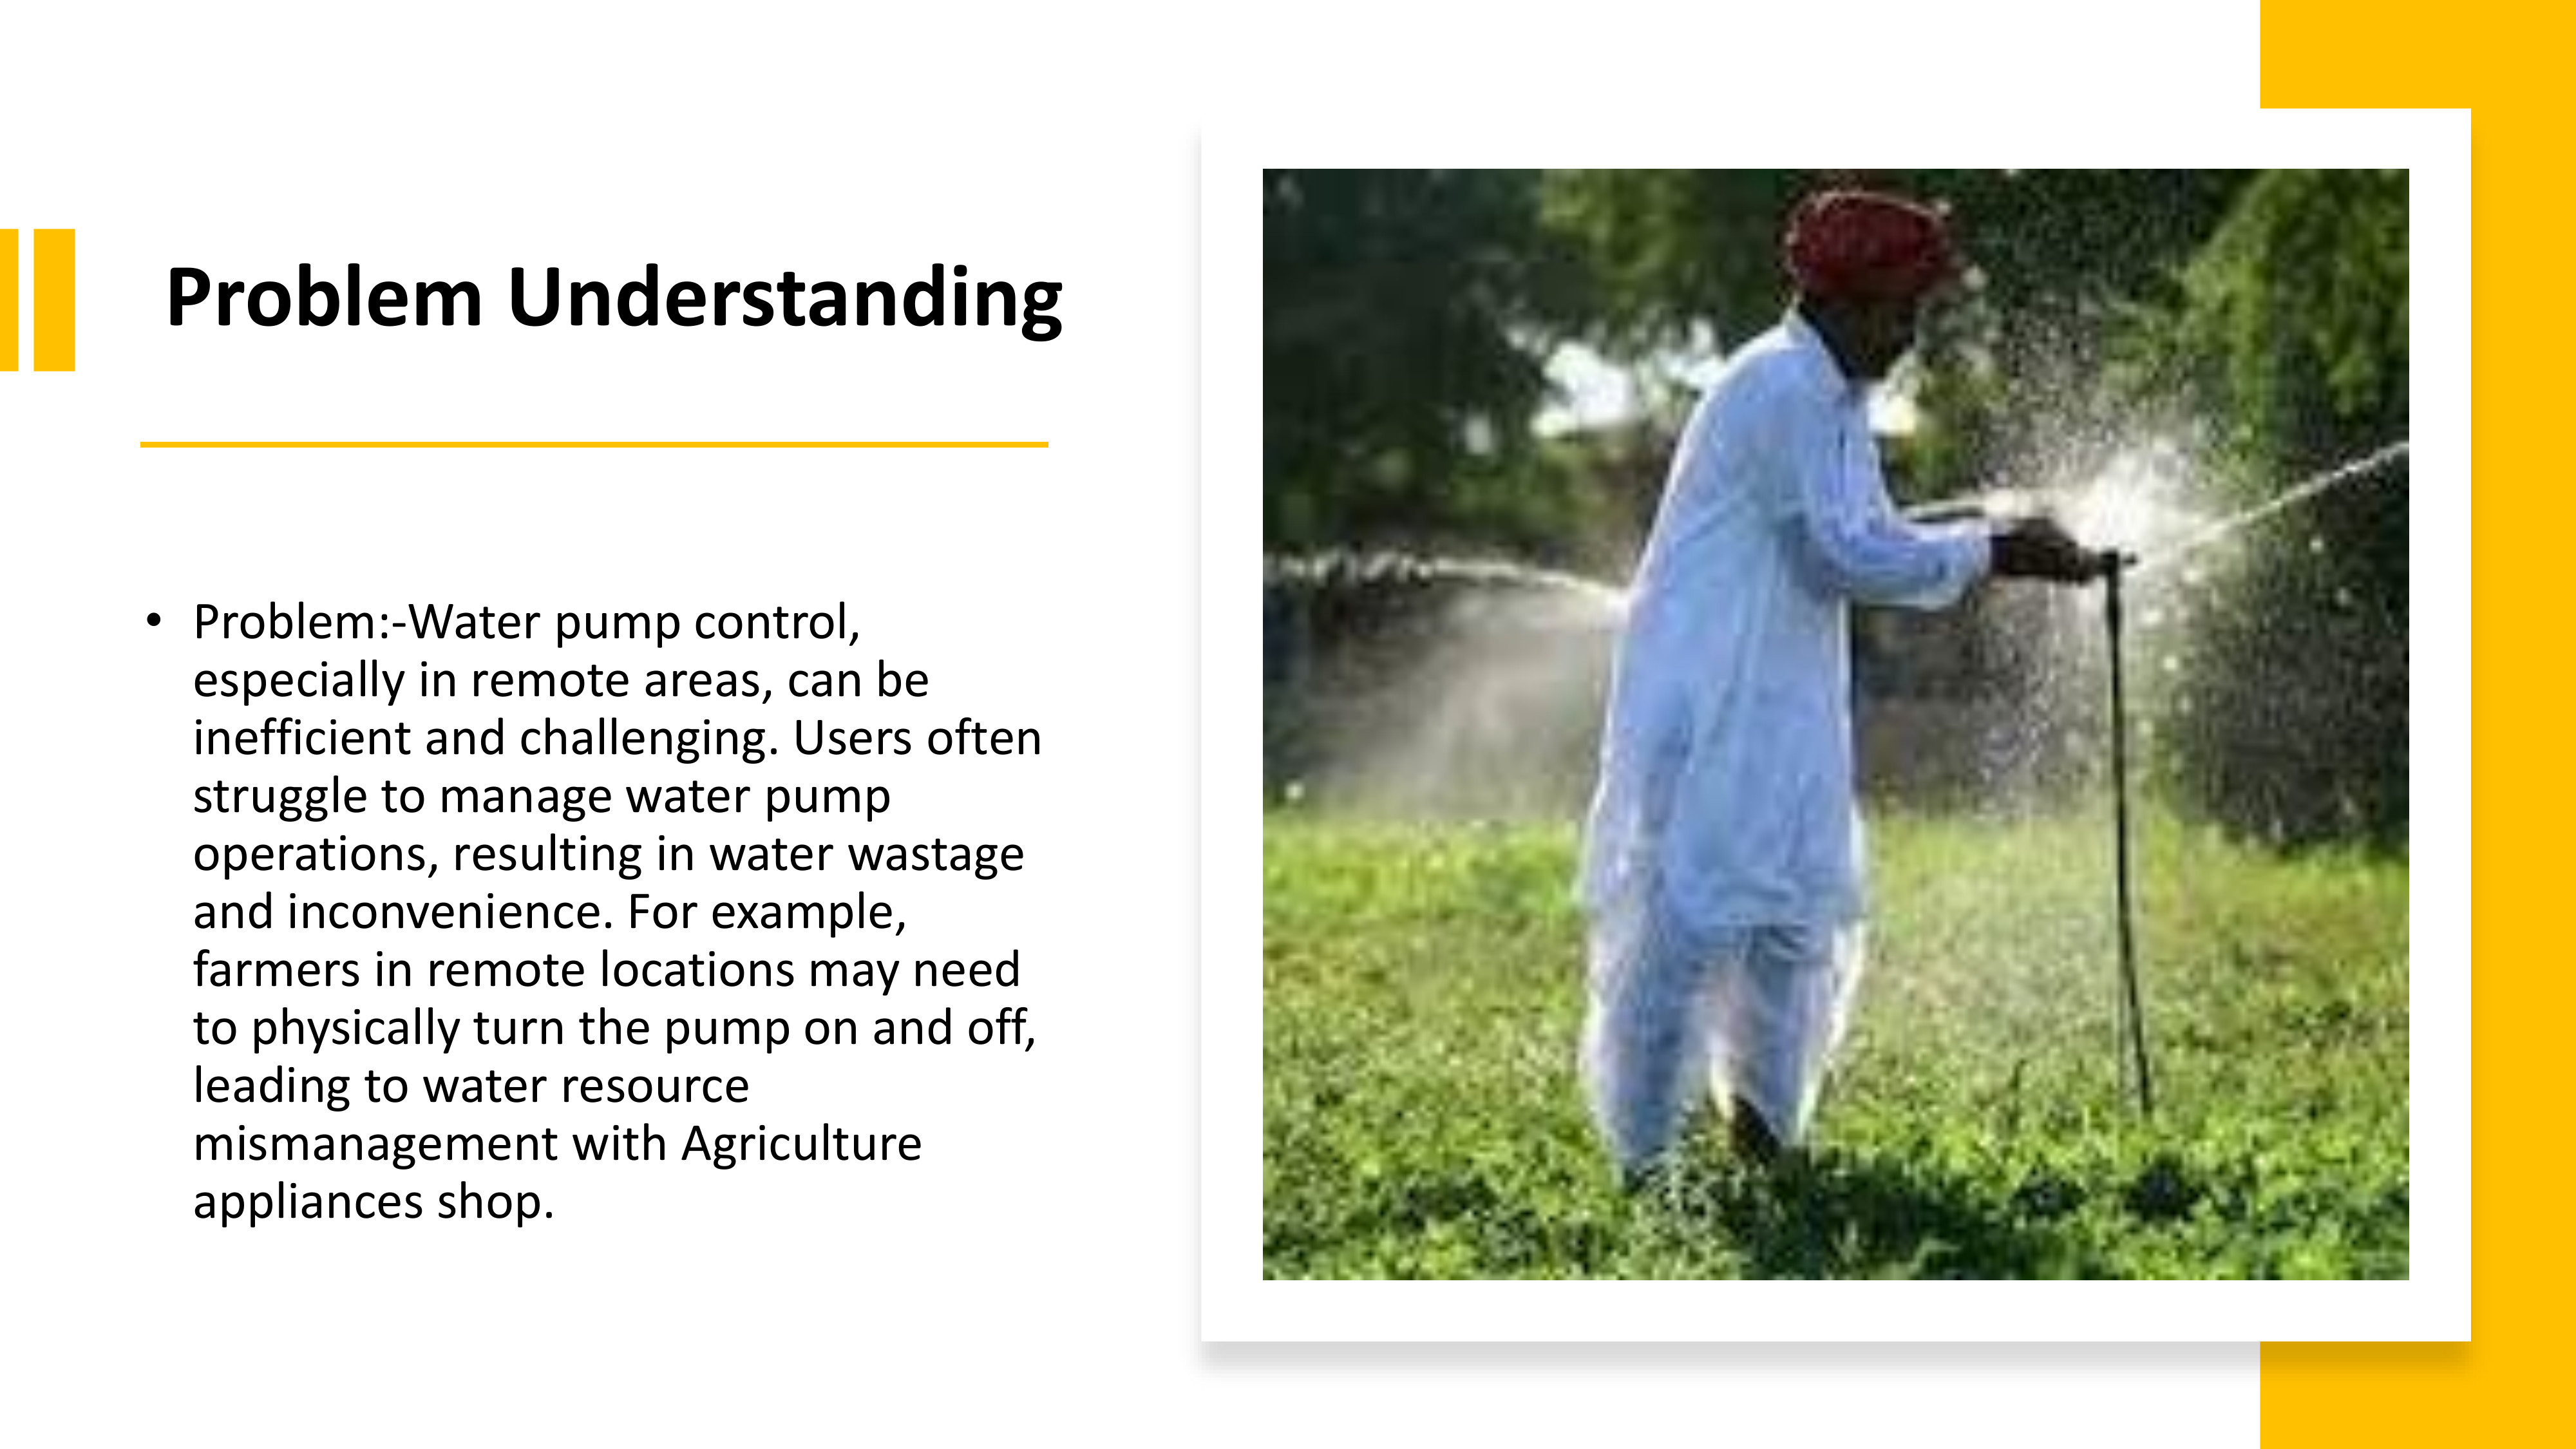 Problem Understanding
• Problem:-Water pump control,
especially in remote areas, can be
inefficient and challenging. Users often
struggle to manage water pump
operations, resulting in water wastage
and inconvenience. For example,
farmers in remote locations may need
to physically turn the pump on and off,
leading to water resource
mismanagement with Agriculture
appliances shop.